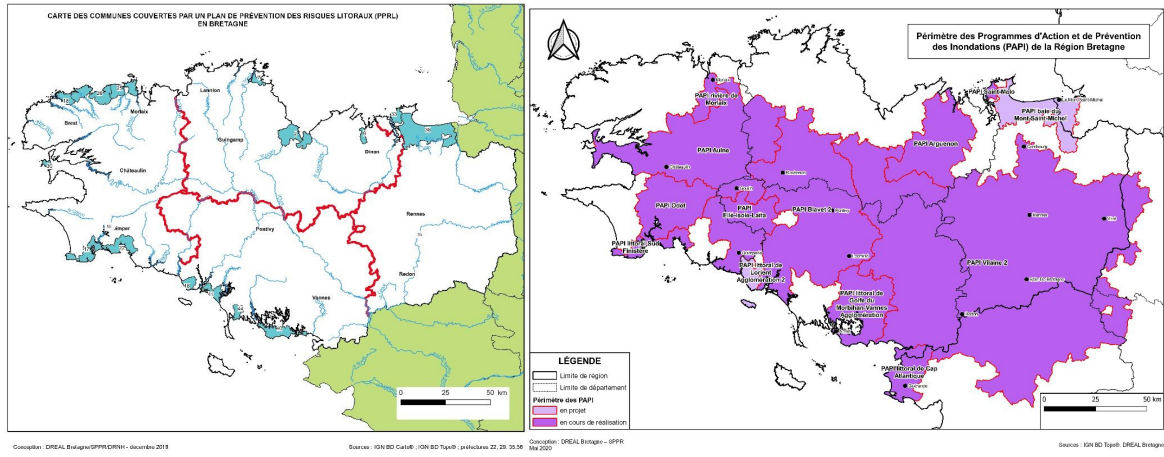 CARTE DES COMMUNES COUVERTES PAR UN PLAN DE PRÉVENTION DES RISQUES LITORAUX (PPRL)
EN BRETAGNE
Lannion
Morlaix
Brest
Guingamp
Dinan
Châteaulin
Rennes
Pontivy
Redon
Vannes
0 25 50 km
Conception : DREAL Bretagne/SPPR/DRNH - décembre 2019
Sources : IGN BD Carto® ; IGN BD Topo® ; préfectures 22, 29, 35,56
Périmètre des Programmes d'Action et de Prévention
des Inondations (PAPI) de la Région Bretagne
PAPI rivière de
Morlaix
PAPI Saint-Malo
PAPI baie du
Mont-Saint-Michel
PAPI Aulne
PAPI Arguenon
Châteaulin
PAPI Odet
PAPI
Ellé-Isole-Laïta
PAPI Blavet 2
PAPI littoral Sud
Finistère
PAPI littoral de
Lorient
Agglomération 2
PAPI Vilaine 2
PAPI littoral de
Golfe du
Morbihan-Vannes
Agglomération
PAPI littoral de Cap
Atlantique
Guérande
LÉGENDE
Limite de région
Limite de département
Périmètre des PAPI
en projet
en cours de réalisation
0 25 50 km
Conception : DREAL Bretagne – SPPR
Mai 2020
Sources : IGN BD Topo®, DREAL Bretagne